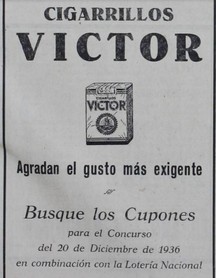 CIGARRILLOS
VICTOR
VICTOR
Agradan el gusto más exigente
Busque los Cupones
para el Concurso
del 20 de Diciembre de 1936
en combinación con la Lotería Nacional